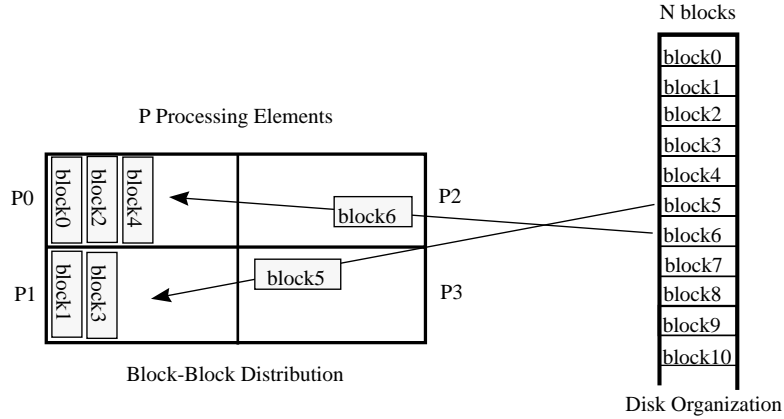 N blocks
block0
block1
block2
block3
block4
block5
block6
block7
block8
block9
block10
Disk Organization
P Processing Elements
P0
block0
block2
block4
block6
P2
P1
block1
block3
block5
P3
Block-Block Distribution